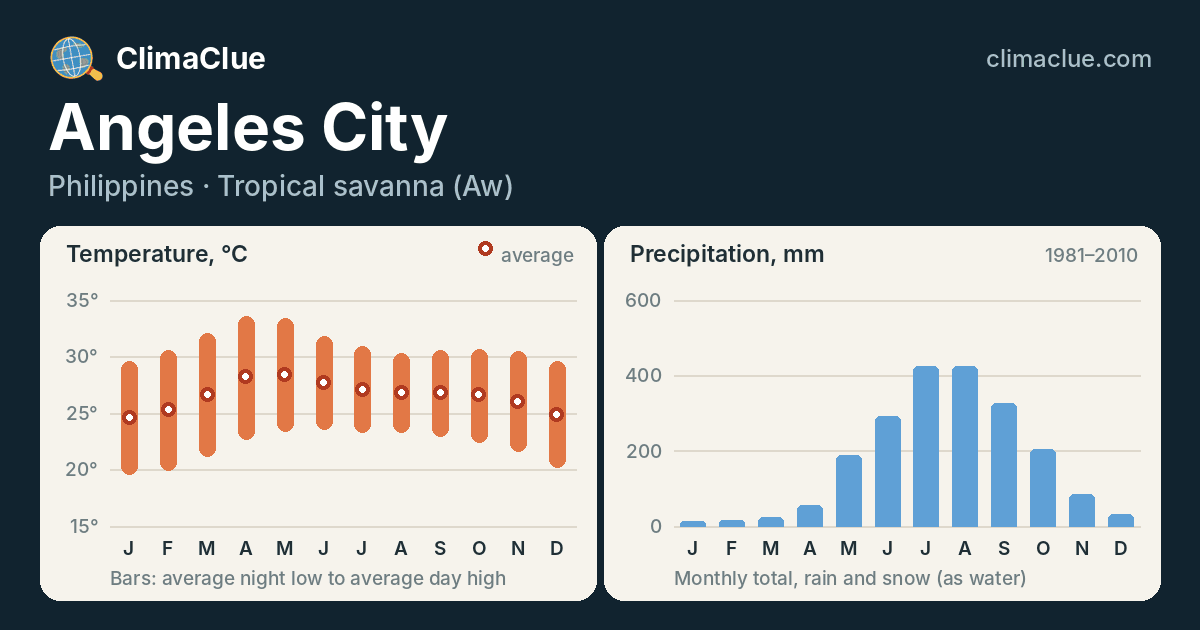 ClimaClue
climaclue.com
Angeles City
Philippines · Tropical savanna (Aw)
Temperature, °C
average
35°
30°
25°
20°
15°
J F M A M J J A S O N D
Bars: average night low to average day high
Precipitation, mm
1981–2010
600
400
200
0
J F M A M J J A S O N D
Monthly total, rain and snow (as water)